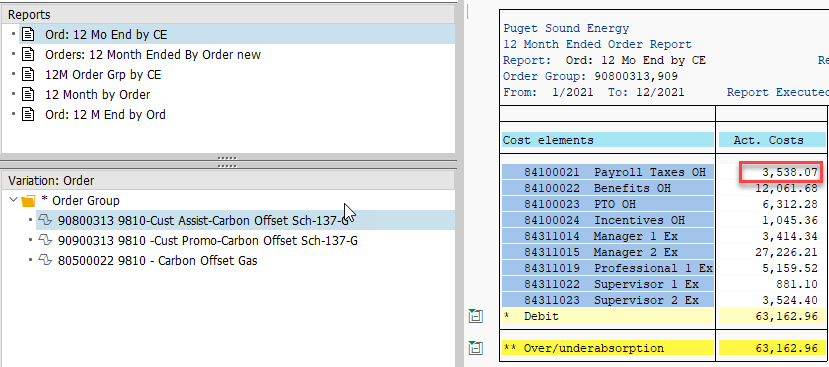 Reports
Ord: 12 Mo End by CE
Orders: 12 Month Ended By Order new
12M Order Grp by CE
12 Month by Order
Ord: 12 M End by Ord
Variation: Order
* Order Group
90800313 9810-Cust Assist-Carbon Offset Sch-137-G
90900313 9810 -Cust Promo-Carbon Offset Sch-137-G
80500022 9810 - Carbon Offset Gas
Puget Sound Energy
12 Month Ended Order Report
Report: Ord: 12 Mo End by CE Re
Order Group: 90800313,909
From: 1/2021 To: 12/2021 Report Executed
Cost elements Act. Costs
84100021 Payroll Taxes OH 3,538.07
84100022 Benefits OH 12,061.68
84100023 PTO OH 6,312.28
84100024 Incentives OH 1,045.36
84311014 Manager 1 Ex 3,414.34
84311015 Manager 2 Ex 27,226.21
84311019 Professional 1 Ex 5,159.52
84311022 Supervisor 1 Ex 881.10
84311023 Supervisor 2 Ex 3,524.40
* Debit 63,162.96
** Over/underabsorption 63,162.96